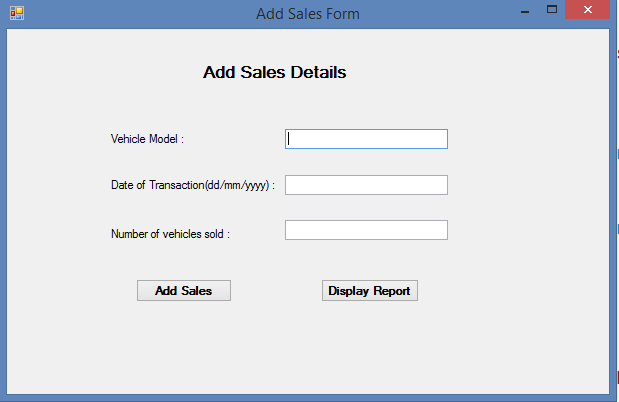 Add Sales Form
Add Sales Details
Vehicle Model :
Date of Transaction(dd/mm/yyyy) :
Number of vehicles sold :
Add Sales Display Report